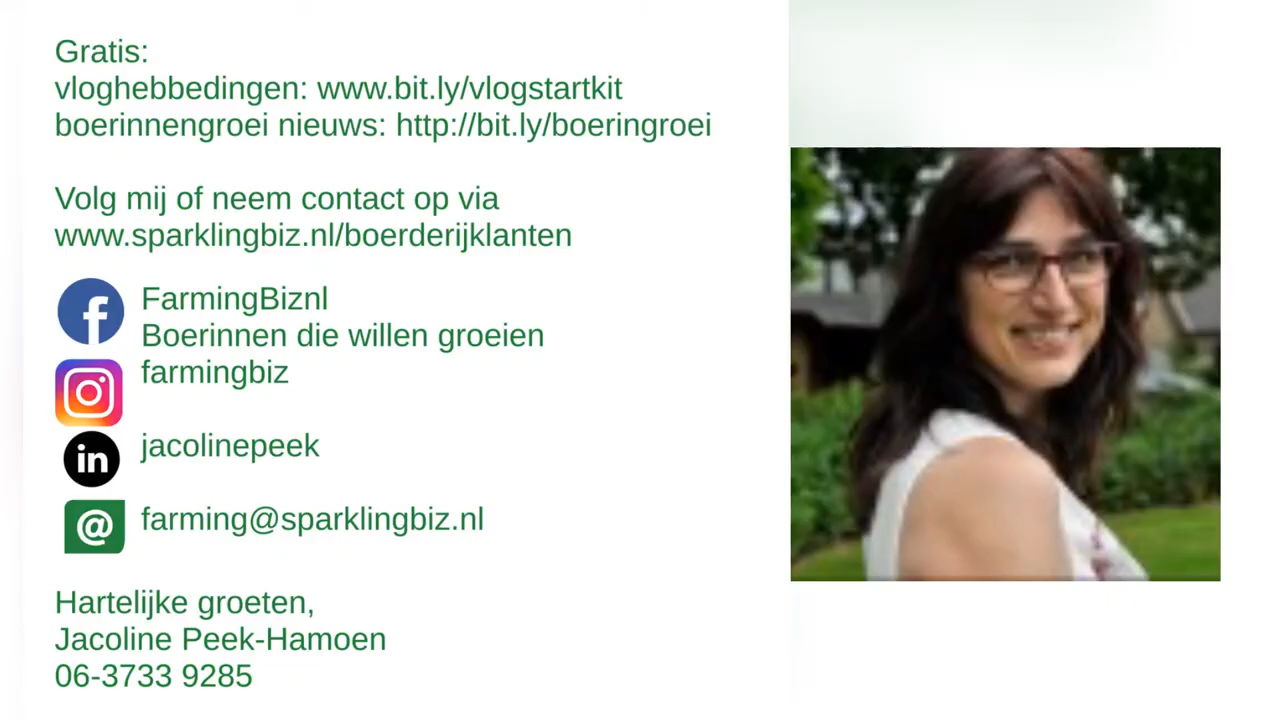 Gratis:
vloghebbedingen: www.bit.ly/vlogstartkit
boerinnengroei nieuws: http://bit.ly/boeringroei
Volg mij of neem contact op via
www.sparklingbiz.nl/boerderijklanten
FarmingBiznl
Boerinnen die willen groeien
farmingbiz
jacolinepeek
farming@sparklingbiz.nl
Hartelijke groeten,
Jacoline Peek-Hamoen
06-3733 9285